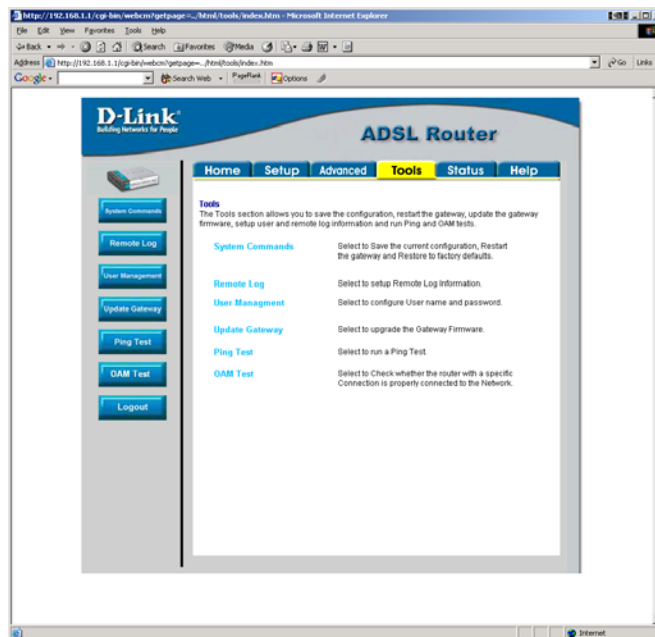 http://192.168.1.1/cgi-bin/webcm?getpage=../html/tools/index.htm - Microsoft Internet Explorer
File Edit View Favorites Tools Help
Back Search Favorites Media
Address http://192.168.1.1/cgi-bin/webcm?getpage=../html/tools/index.htm Go Links
Google Search Web PageRank Options
D-Link
Building Networks for People
ADSL Router
Home Setup Advanced Tools Status Help
System Commands
Remote Log
User Management
Update Gateway
Ping Test
OAM Test
Logout
Tools
The Tools section allows you to save the configuration, restart the gateway, update the gateway
firmware, setup user and remote log information and run Ping and OAM tests.
System Commands Select to Save the current configuration, Restart
the gateway and Restore to factory defaults.
Remote Log Select to setup Remote Log Information.
User Managment Select to configure User name and password.
Update Gateway Select to upgrade the Gateway Firmware.
Ping Test Select to run a Ping Test.
OAM Test Select to Check whether the router with a specific
Connection is properly connected to the Network.
Internet